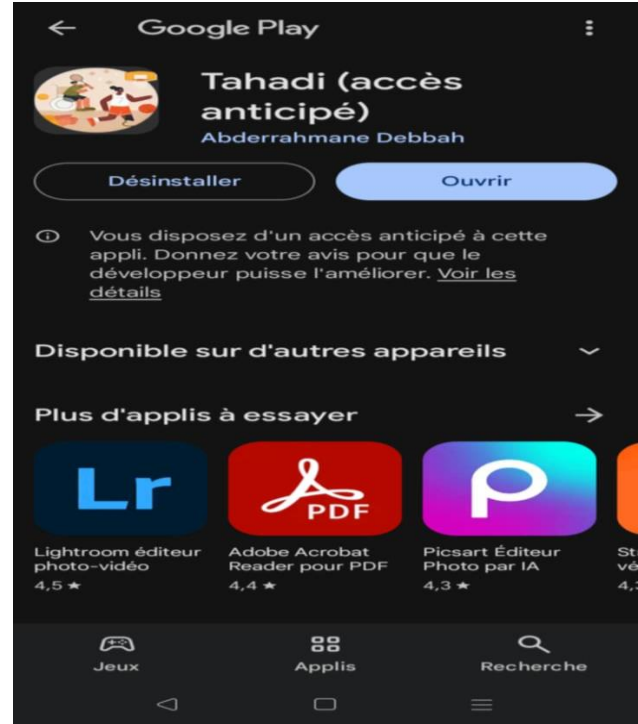 Google Play
Tahadi (accès
anticipé)
Abderrahmane Debbah
Désinstaller
Ouvrir
Vous disposez d'un accès anticipé à cette
appli. Donnez votre avis pour que le
développeur puisse l'améliorer. Voir les
détails
Disponible sur d'autres appareils
Plus d'applis à essayer
Lr
PDF
Lightroom éditeur
photo-vidéo
4,5 ★
Adobe Acrobat
Reader pour PDF
4,4 ★
Picsart Éditeur
Photo par IA
4,3 ★
Jeux
Applis
Recherche